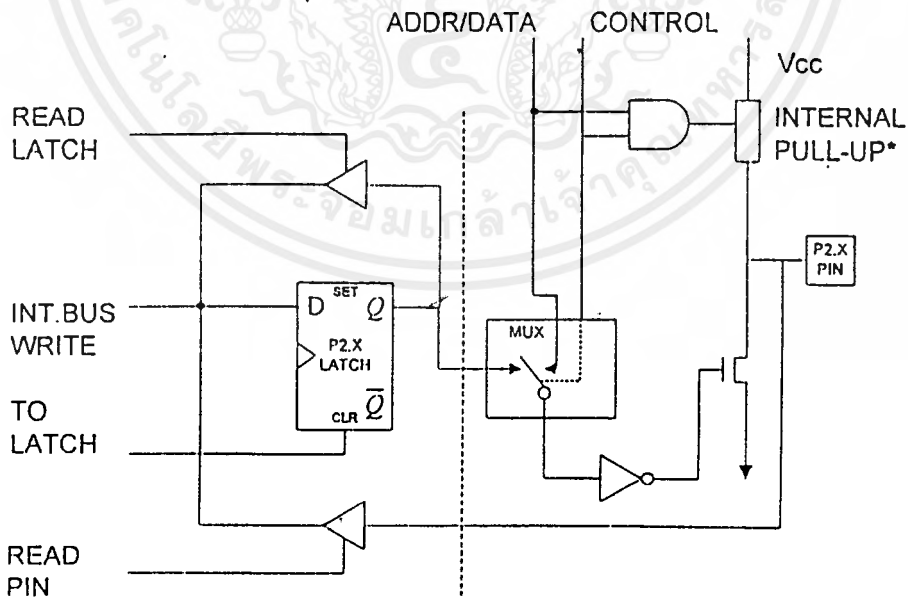 ADDR/DATA CONTROL
Vcc
READ
LATCH
INTERNAL
PULL-UP*
P2.X
PIN
INT.BUS
WRITE
D SET Q
P2.X
LATCH
CLR Q̅
MUX
TO
LATCH
READ
PIN